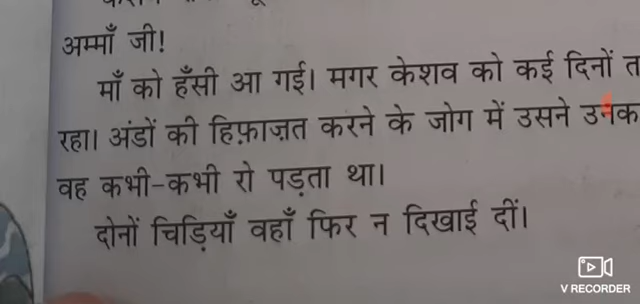 अम्माँ जी!
माँ को हँसी आ गई। मगर केशव को कई दिनों त
रहा। अंडों की हिफ़ाज़त करने के जोग में उसने उनक
वह कभी-कभी रो पड़ता था।
दोनों चिड़ियाँ वहाँ फिर न दिखाई दीं।
V RECORDER